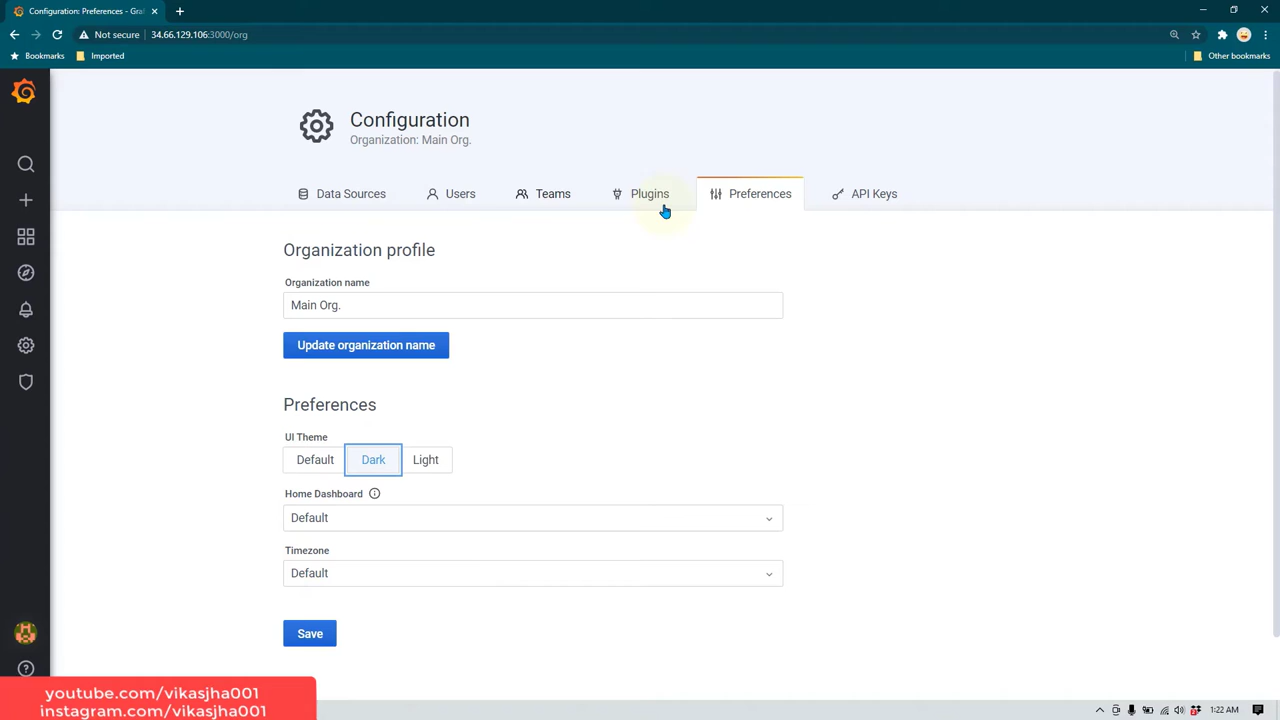 Configuration: Preferences - Gra
Not secure
34.66.129.106:3000/org
Bookmarks
Imported
Other bookmarks
Configuration
Organization: Main Org.
Data Sources
Users
Teams
Plugins
Preferences
API Keys
Organization profile
Organization name
Main Org.
Update organization name
Preferences
UI Theme
Default
Dark
Light
Home Dashboard
Default
Timezone
Default
Save
youtube.com/vikasjha001
instagram.com/vikasjha001
1:22 AM